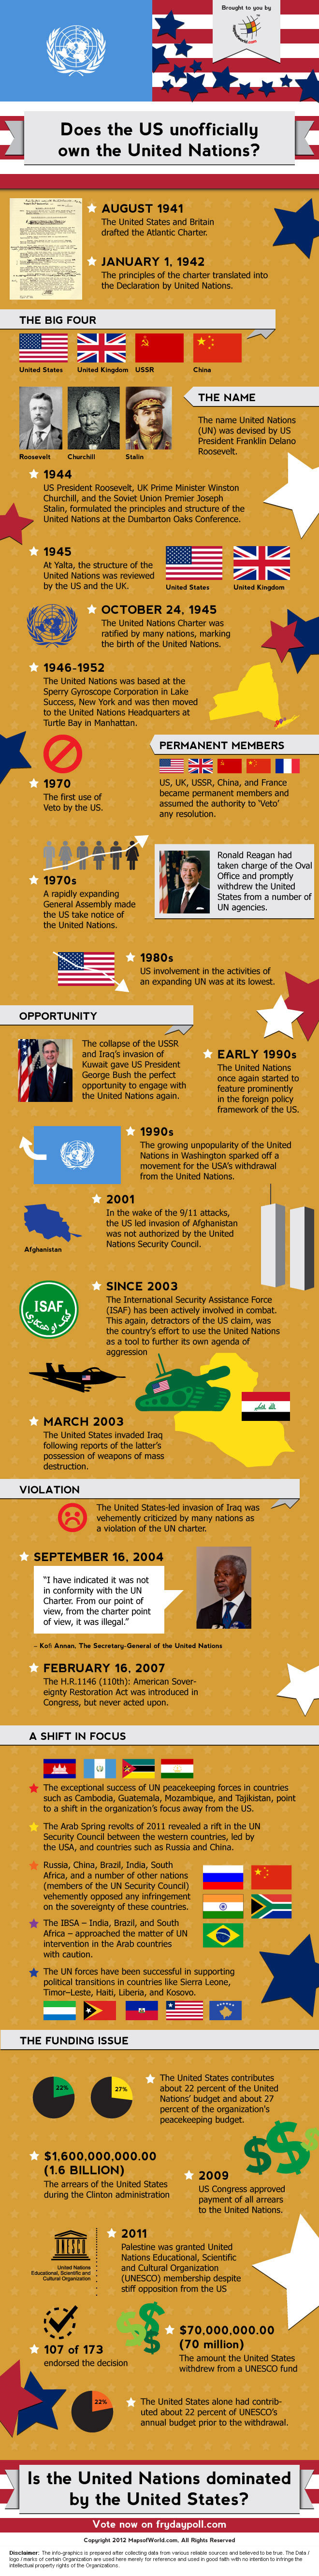 Brought to you by
Does the US unofficially
own the United Nations?
AUGUST 1941
The United States and Britain
drafted the Atlantic Charter.
JANUARY 1, 1942
The principles of the charter translated into
the Declaration by United Nations.
THE BIG FOUR
United States
United Kingdom
USSR
China
Roosevelt
Churchill
Stalin
THE NAME
The name United Nations
(UN) was devised by US
President Franklin Delano
Roosevelt.
1944
US President Roosevelt, UK Prime Minister Winston
Churchill, and the Soviet Union Premier Joseph
Stalin, formulated the principles and structure of the
United Nations at the Dumbarton Oaks Conference.
1945
At Yalta, the structure of the
United Nations was reviewed
by the US and the UK.
United States
United Kingdom
OCTOBER 24, 1945
The United Nations Charter was
ratified by many nations, marking
the birth of the United Nations.
1946-1952
The United Nations was based at the
Sperry Gyroscope Corporation in Lake
Success, New York and was then moved
to the United Nations Headquarters at
Turtle Bay in Manhattan.
PERMANENT MEMBERS
US, UK, USSR, China, and France
became permanent members and
assumed the authority to ‘Veto’
any resolution.
1970
The first use of
Veto by the US.
Ronald Reagan had
taken charge of the Oval
Office and promptly
withdrew the United
States from a number of
UN agencies.
1970s
A rapidly expanding
General Assembly made
the US take notice of
the United Nations.
1980s
US involvement in the activities of
an expanding UN was at its lowest.
OPPORTUNITY
The collapse of the USSR
and Iraq's invasion of
Kuwait gave US President
George Bush the perfect
opportunity to engage with
the United Nations again.
EARLY 1990s
The United Nations
once again started to
feature prominently
in the foreign policy
framework of the US.
1990s
The growing unpopularity of the United
Nations in Washington sparked off a
movement for the USA's withdrawal
from the United Nations.
2001
In the wake of the 9/11 attacks,
the US led invasion of Afghanistan
was not authorized by the United
Nations Security Council.
Afghanistan
SINCE 2003
The International Security Assistance Force
(ISAF) has been actively involved in combat.
This again, detractors of the US claim, was
the country's effort to use the United Nations
as a tool to further its own agenda of
aggression
ISAF
کمک او همکاري
MARCH 2003
The United States invaded Iraq
following reports of the latter's
possession of weapons of mass
destruction.
VIOLATION
The United States-led invasion of Iraq was
vehemently criticized by many nations as
a violation of the UN charter.
SEPTEMBER 16, 2004
“I have indicated it was not
in conformity with the UN
Charter. From our point of
view, from the charter point
of view, it was illegal.”
– Kofi Annan, The Secretary-General of the United Nations
FEBRUARY 16, 2007
The H.R.1146 (110th): American Sover-
eignty Restoration Act was introduced in
Congress, but never acted upon.
A SHIFT IN FOCUS
The exceptional success of UN peacekeeping forces in countries
such as Cambodia, Guatemala, Mozambique, and Tajikistan, point
to a shift in the organization's focus away from the US.
The Arab Spring revolts of 2011 revealed a rift in the UN
Security Council between the western countries, led by
the USA, and countries such as Russia and China.
Russia, China, Brazil, India, South
Africa, and a number of other nations
(members of the UN Security Council)
vehemently opposed any infringement
on the sovereignty of these countries.
The IBSA – India, Brazil, and South
Africa – approached the matter of UN
intervention in the Arab countries
with caution.
The UN forces have been successful in supporting
political transitions in countries like Sierra Leone,
Timor–Leste, Haiti, Liberia, and Kosovo.
THE FUNDING ISSUE
22%
27%
The United States contributes
about 22 percent of the United
Nations' budget and about 27
percent of the organization's
peacekeeping budget.
$1,600,000,000.00
(1.6 BILLION)
The arrears of the United States
during the Clinton administration
2009
US Congress approved
payment of all arrears
to the United Nations.
UNESCO
United Nations
Educational, Scientific and
Cultural Organization
2011
Palestine was granted United
Nations Educational, Scientific
and Cultural Organization
(UNESCO) membership despite
stiff opposition from the US
107 of 173
endorsed the decision
$70,000,000.00
(70 million)
The amount the United States
withdrew from a UNESCO fund
22%
The United States alone had contrib-
uted about 22 percent of UNESCO's
annual budget prior to the withdrawal.
Is the United Nations dominated
by the United States?
Vote now on frydaypoll.com
Copyright 2012 MapsofWorld.com, All Rights Reserved
Disclaimer: The info-graphics is prepared after collecting data from various reliable sources and believed to be true. The Data /
logo / marks of certain Organization are used here merely for reference and used in good faith with no intention to infringe the
intellectual property rights of the Organizations.